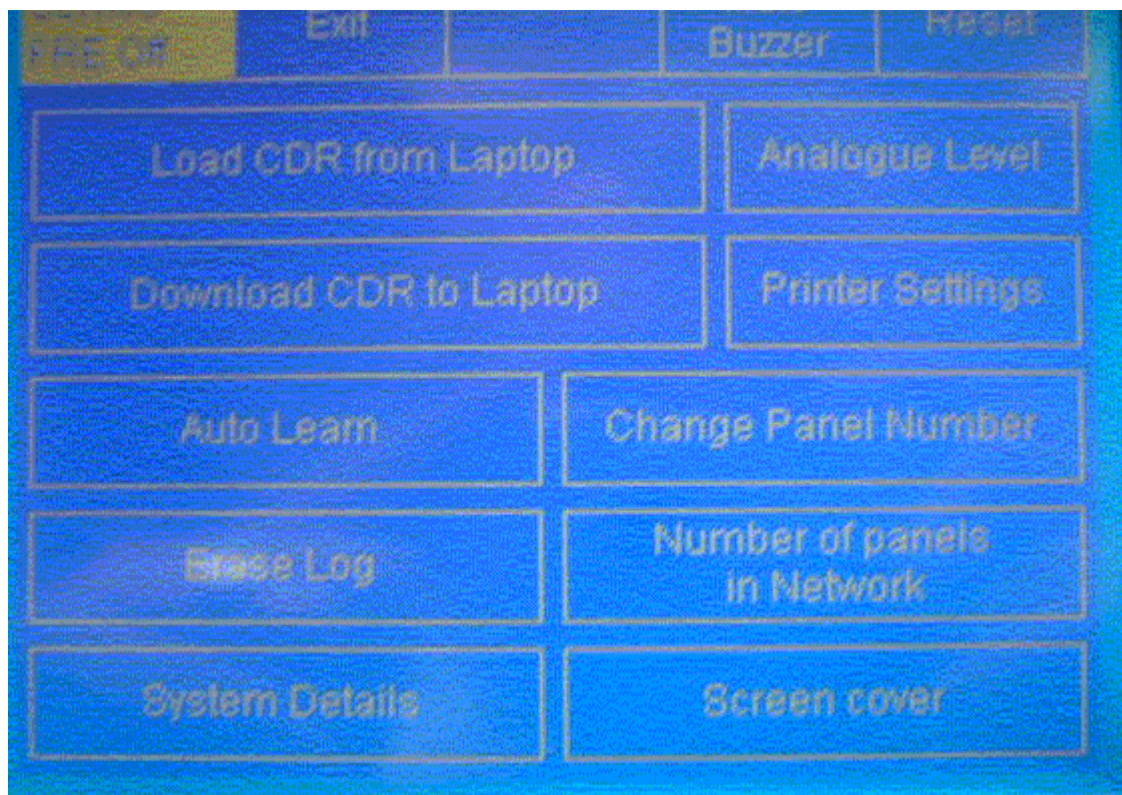 Exit
Buzzer
Reset
Load CDR from Laptop
Analogue Level
Download CDR to Laptop
Printer Settings
Auto Learn
Change Panel Number
Erase Log
Number of panels
in Network
System Details
Screen cover